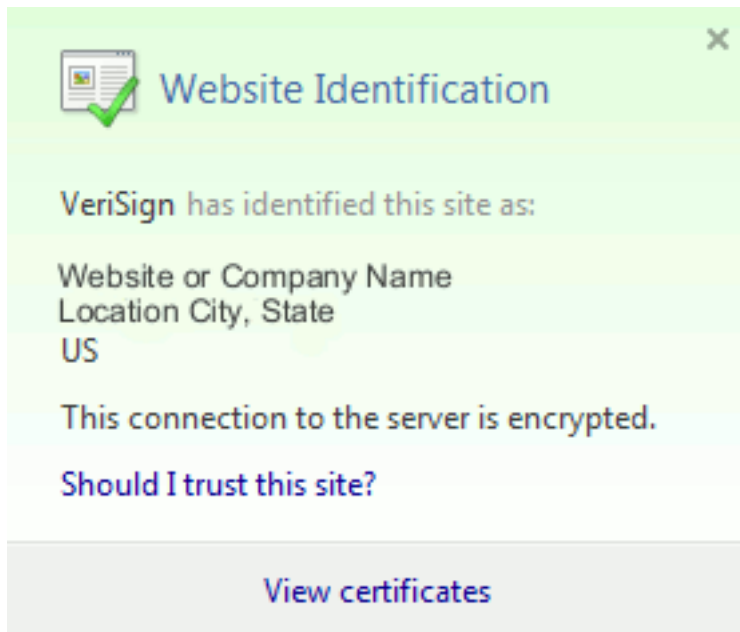 Website Identification
VeriSign has identified this site as:
Website or Company Name
Location City, State
US
This connection to the server is encrypted.
Should I trust this site?
View certificates